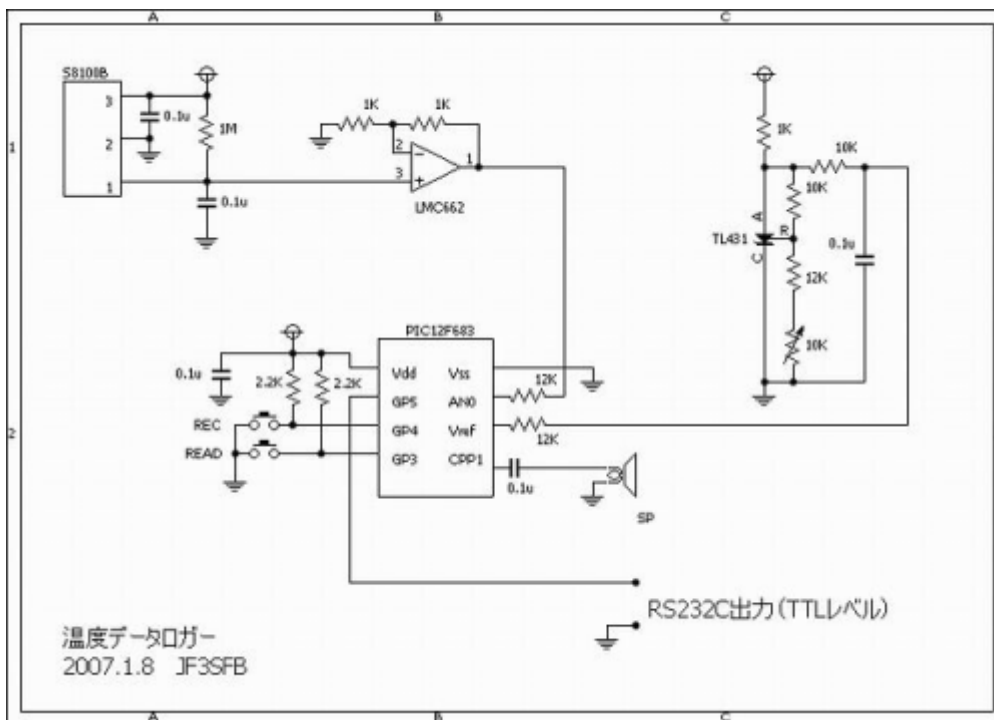 A
B
C
1
2
S8100B
3
2
1
0.1u
1M
0.1u
1K
1K
2
3
1
LMC662
1K
10K
10K
A
R
TL431
C
12K
0.1u
10K
PIC12F683
Vdd
Vss
GP5
AN0
GP4
Vref
GP3
CPP1
0.1u
2.2K
2.2K
REC
READ
12K
12K
0.1u
SP
RS232C出力(TTLレベル)
温度データロガー
2007.1.8 JF3SFB
A
B
C